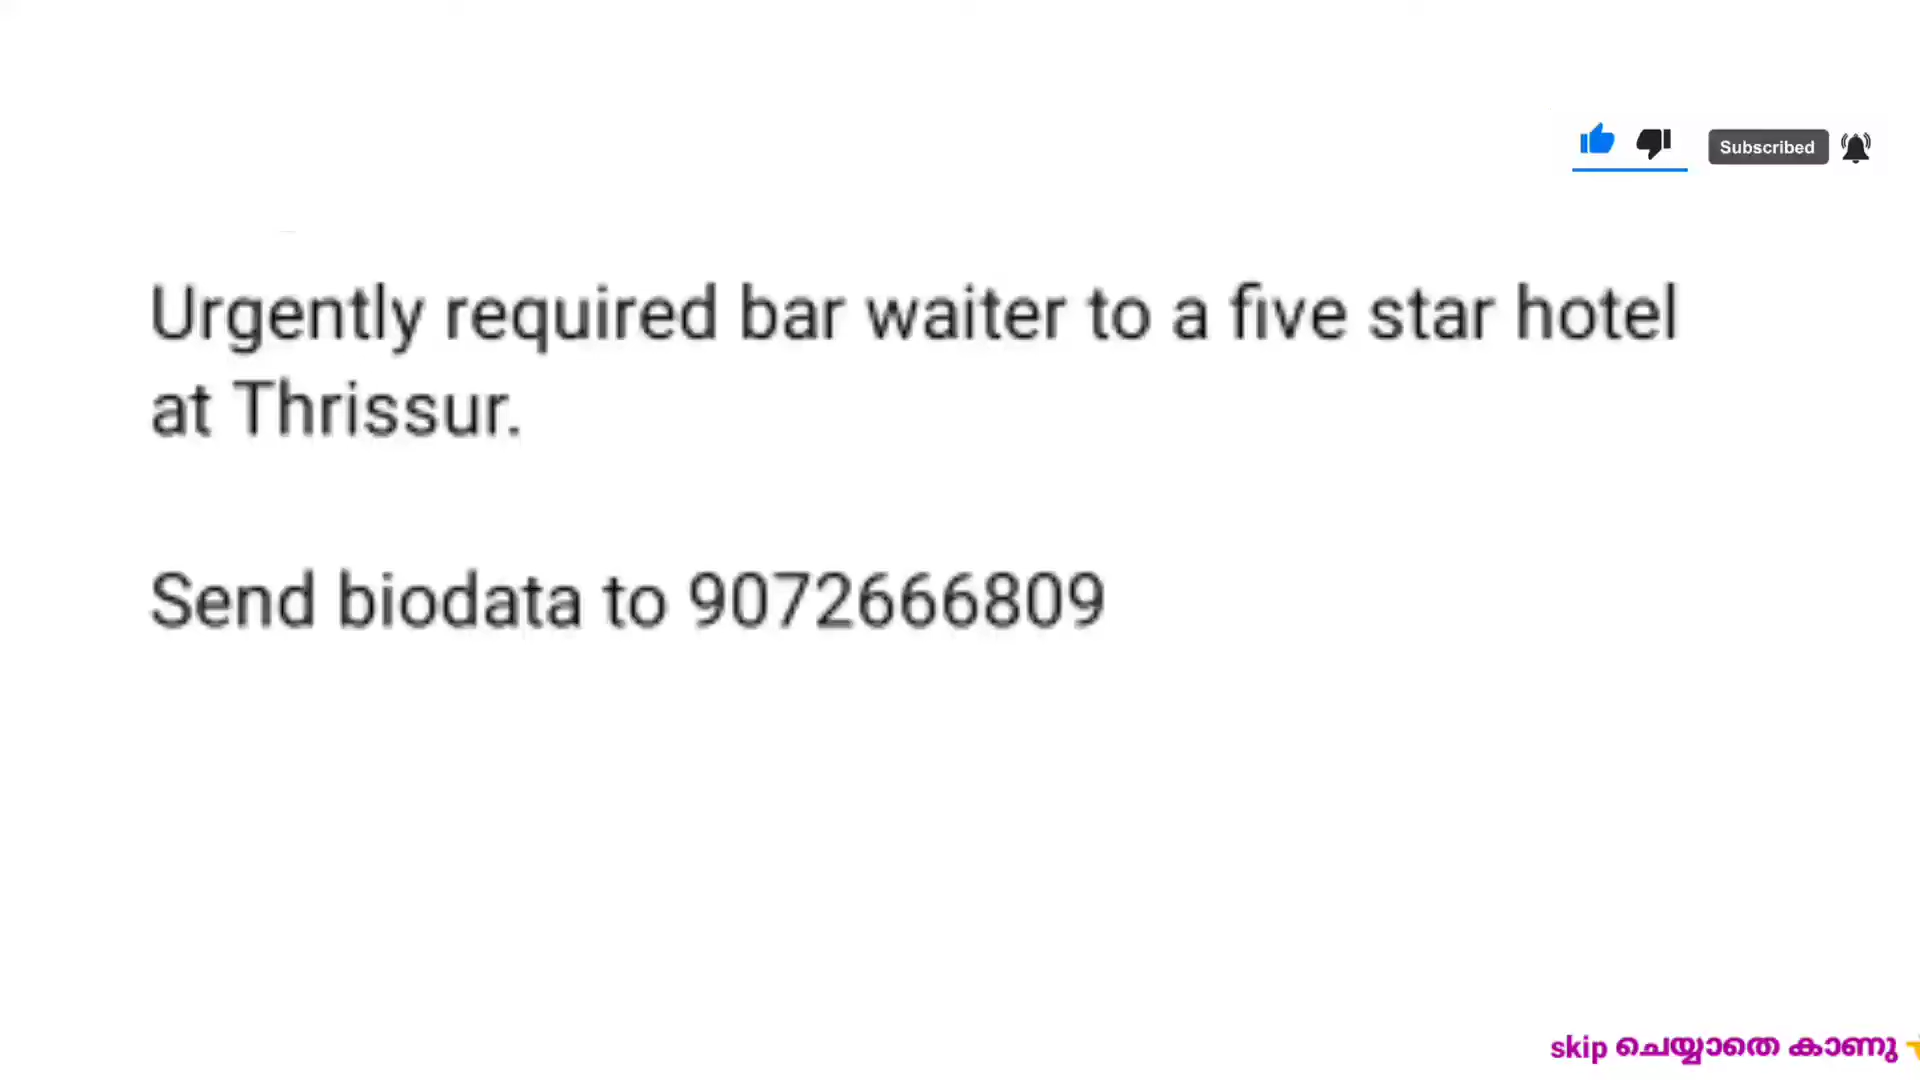 Subscribed
Urgently required bar waiter to a five star hotel
at Thrissur.
Send biodata to 9072666809
skip ചെയ്യാതെ കാണു